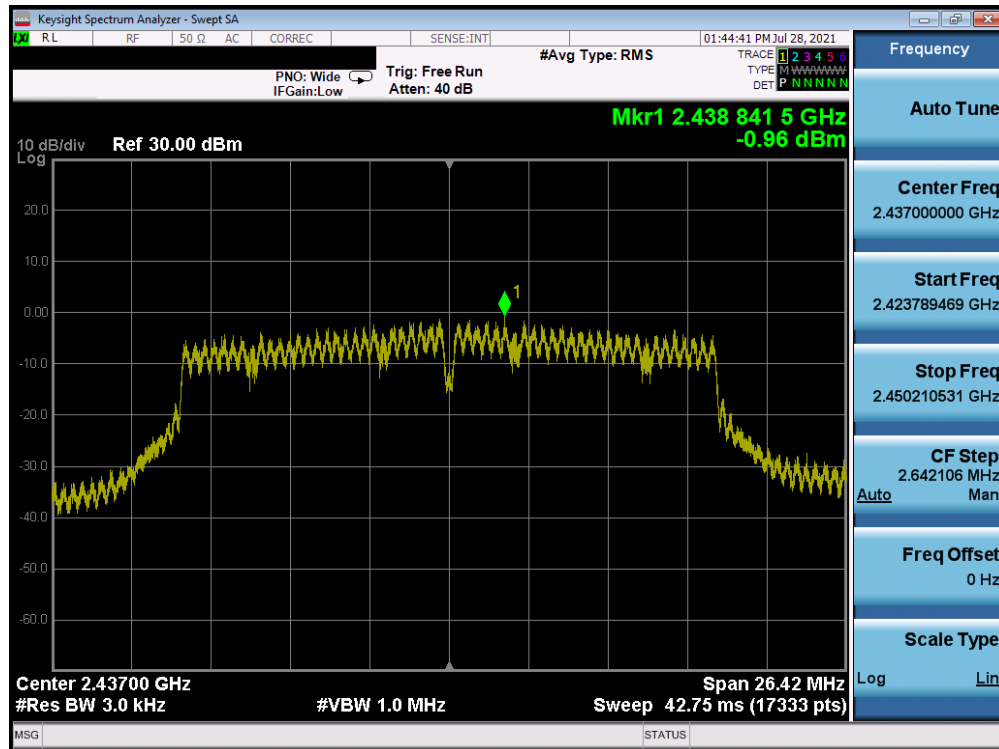 Keysight Spectrum Analyzer - Swept SA
LXI RL RF 50 Ω AC CORREC SENSE:INT 01:44:41 PM Jul 28, 2021
#Avg Type: RMS TRACE 1 2 3 4 5 6
PNO: Wide Trig: Free Run TYPE M WWWWW
IFGain:Low Atten: 40 dB DET P N N N N N
Mkr1 2.438 841 5 GHz
-0.96 dBm
10 dB/div Ref 30.00 dBm
Log
20.0
10.0
1
0.00
-10.0
-20.0
-30.0
-40.0
-50.0
-60.0
Center 2.43700 GHz Span 26.42 MHz
#Res BW 3.0 kHz #VBW 1.0 MHz Sweep 42.75 ms (17333 pts)
MSG STATUS
Frequency
Auto Tune
Center Freq
2.437000000 GHz
Start Freq
2.423789469 GHz
Stop Freq
2.450210531 GHz
CF Step
2.642106 MHz
Auto Man
Freq Offset
0 Hz
Scale Type
Log Lin